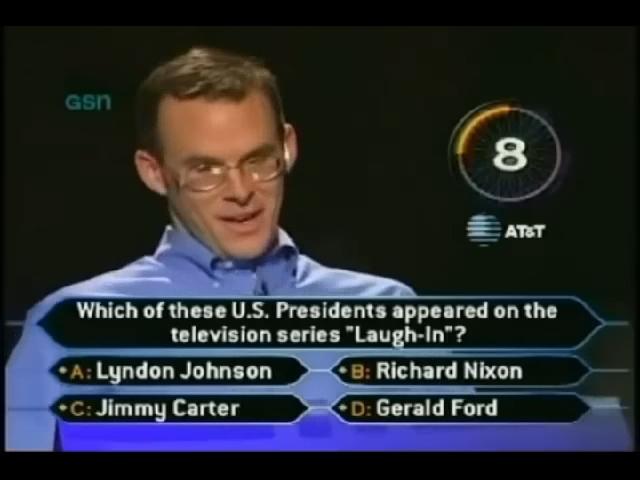 GSN
8
AT&T
Which of these U.S. Presidents appeared on the
television series "Laugh-In"?
A: Lyndon Johnson
B: Richard Nixon
C: Jimmy Carter
D: Gerald Ford